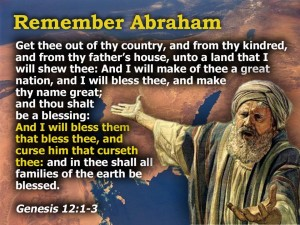 Remember Abraham
Get thee out of thy country, and from thy kindred,
and from thy father's house, unto a land that I
will shew thee: And I will make of thee a great
nation, and I will bless thee, and make
thy name great;
and thou shalt
be a blessing:
And I will bless them
that bless thee, and
curse him that curseth
thee: and in thee shall all
families of the earth be
blessed.
Genesis 12:1-3